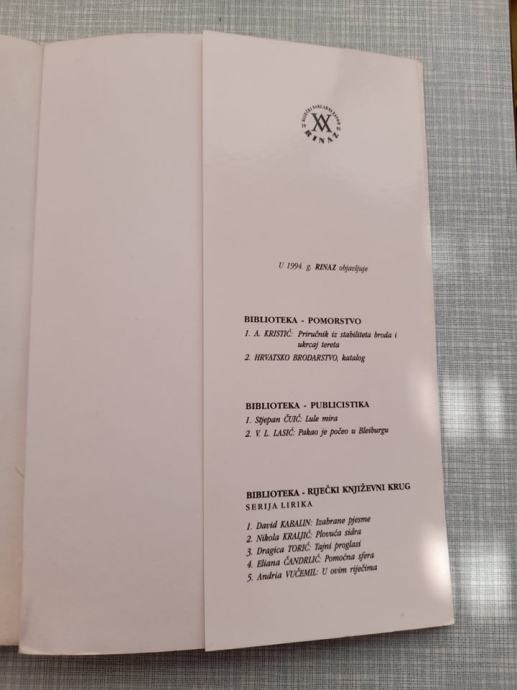 RIJEČKI NAKLADNI ZAVOD
RINAZ
U 1994. g. RINAZ objavljuje
BIBLIOTEKA - POMORSTVO
1. A. KRISTIĆ: Priručnik iz stabiliteta broda i
ukrcaj tereta
2. HRVATSKO BRODARSTVO, katalog
BIBLIOTEKA - PUBLICISTIKA
1. Stjepan ČUIĆ: Lule mira
2. V. L. LASIĆ: Pakao je počeo u Bleiburgu
BIBLIOTEKA - RIJEČKI KNJIŽEVNI KRUG
SERIJA LIRIKA
1. David KABALIN: Izabrane pjesme
2. Nikola KRALJIĆ: Plovuća sidra
3. Dragica TORIĆ: Tajni proglasi
4. Eliana ČANDRLIĆ: Pomoćna sfera
5. Andria VUČEMIL: U ovim riječima